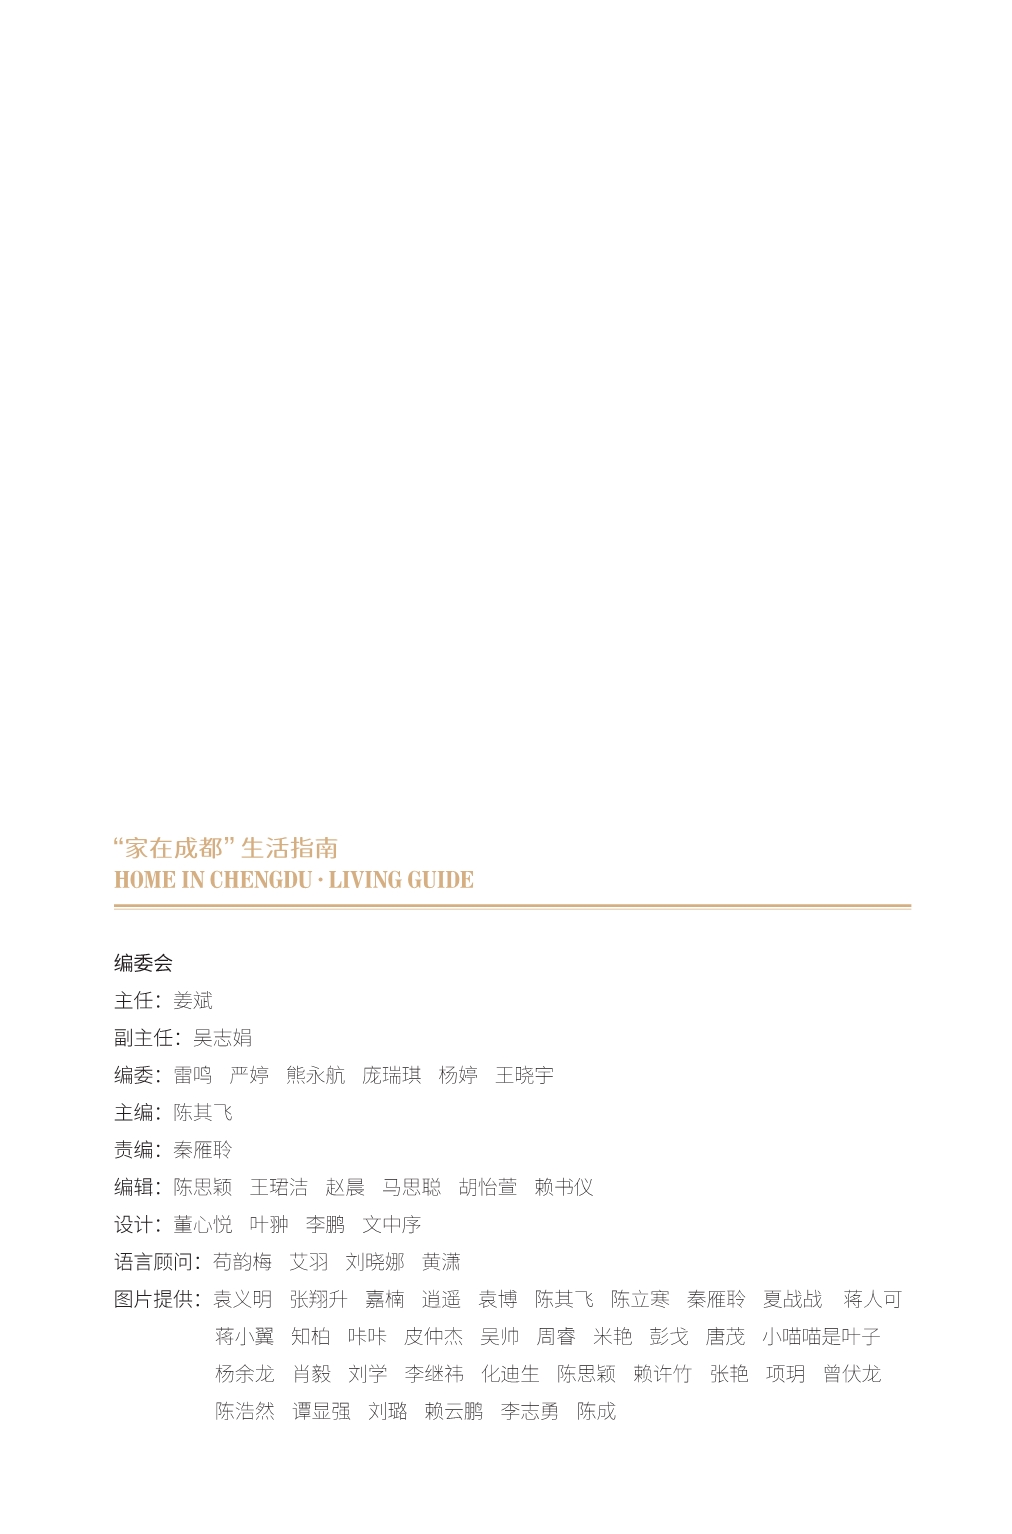 “家在成都” 生活指南
HOME IN CHENGDU · LIVING GUIDE
编委会
主任：姜斌
副主任：吴志娟
编委：雷鸣 严婷 熊永航 庞瑞琪 杨婷 王晓宇
主编：陈其飞
责编：秦雁聆
编辑：陈思颖 王珺洁 赵晨 马思聪 胡怡萱 赖书仪
设计：董心悦 叶翀 李鹏 文中序
语言顾问：苟韵梅 艾羽 刘晓娜 黄潇
图片提供：袁义明 张翔升 嘉楠 逍遥 袁博 陈其飞 陈立寒 秦雁聆 夏战战 蒋人可
蒋小翼 知柏 咔咔 皮仲杰 吴帅 周睿 米艳 彭戈 唐茂 小喵喵是叶子
杨余龙 肖毅 刘学 李继祎 化迪生 陈思颖 赖许竹 张艳 项玥 曾伏龙
陈浩然 谭显强 刘璐 赖云鹏 李志勇 陈成